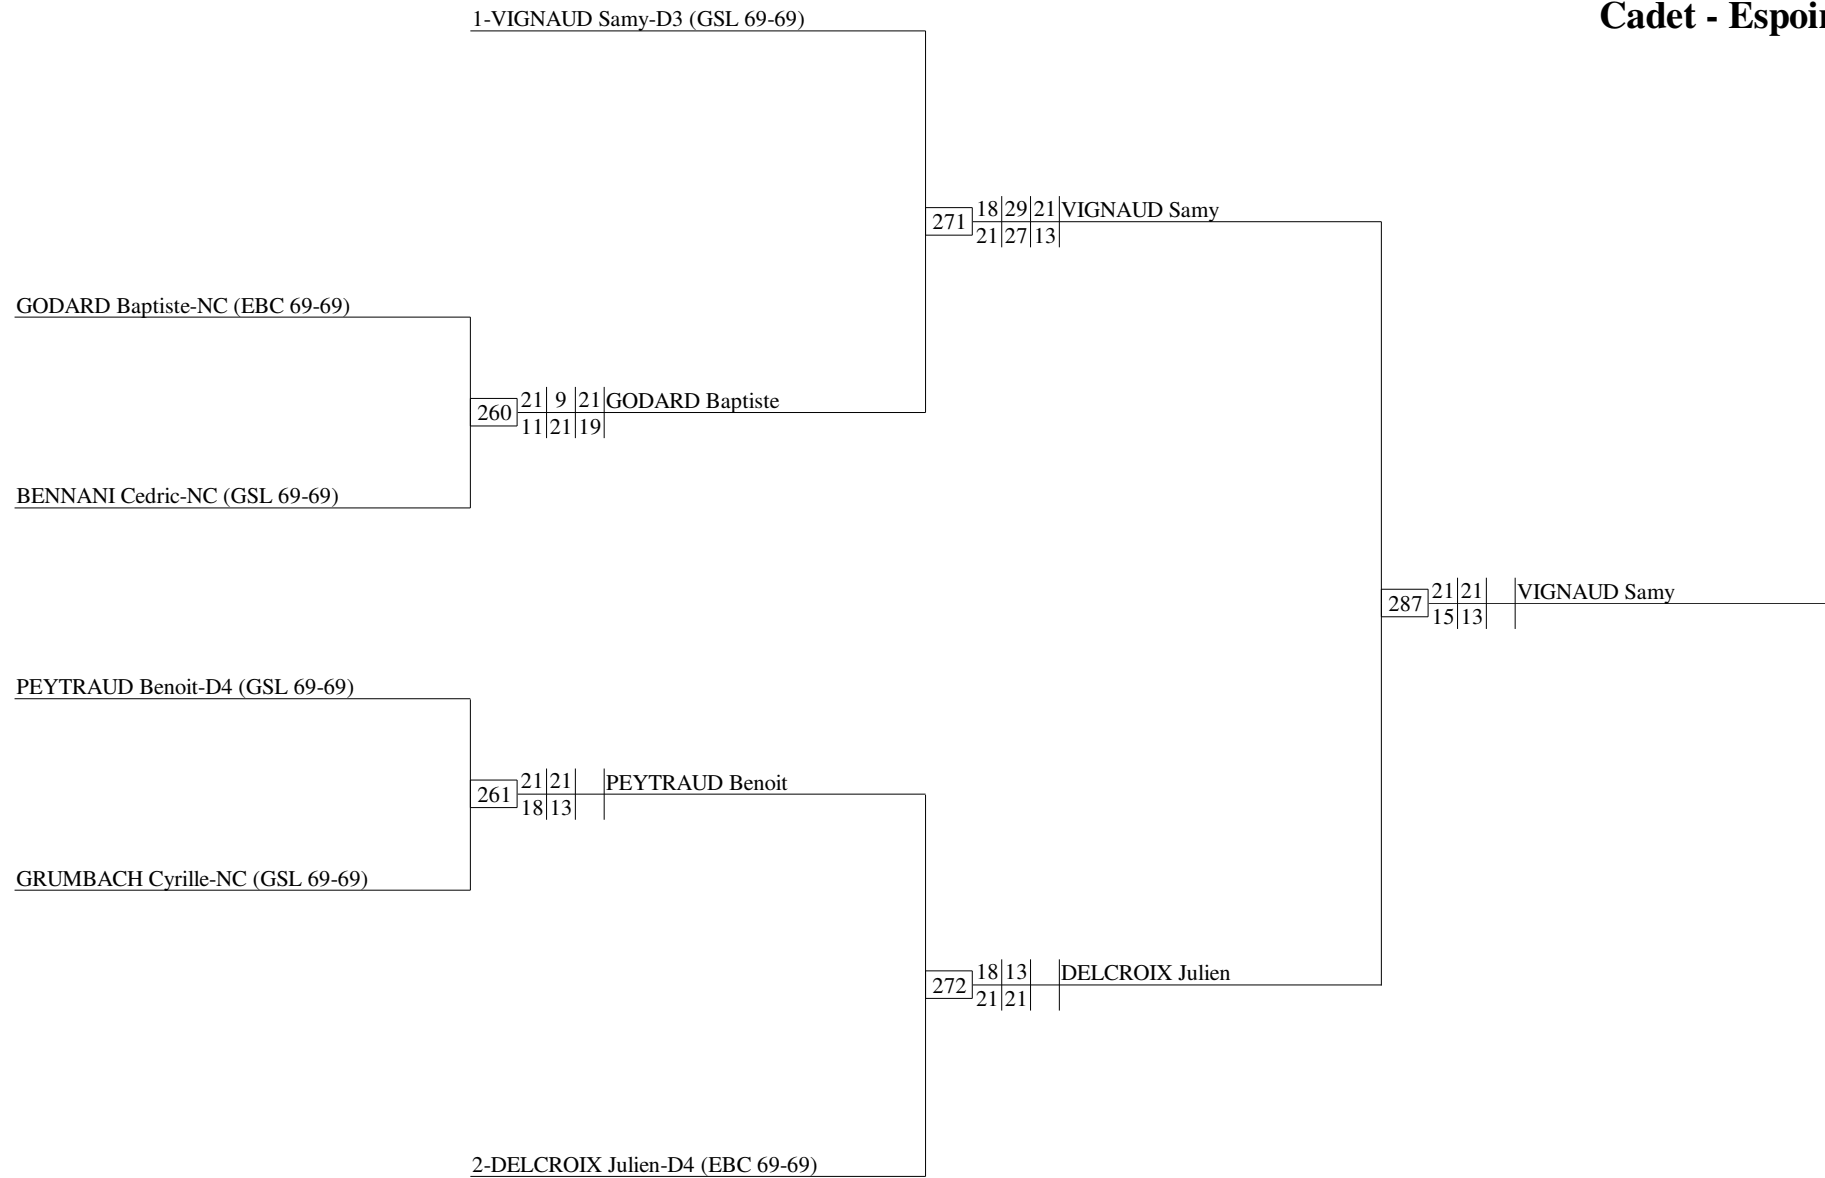 1-VIGNAUD Samy-D3 (GSL 69-69)
Cadet - Espoir
271 18 29 21 VIGNAUD Samy
21 27 13
GODARD Baptiste-NC (EBC 69-69)
260 21 9 21 GODARD Baptiste
11 21 19
BENNANI Cedric-NC (GSL 69-69)
287 21 21 VIGNAUD Samy
15 13
PEYTRAUD Benoit-D4 (GSL 69-69)
261 21 21 PEYTRAUD Benoit
18 13
GRUMBACH Cyrille-NC (GSL 69-69)
272 18 13 DELCROIX Julien
21 21
2-DELCROIX Julien-D4 (EBC 69-69)